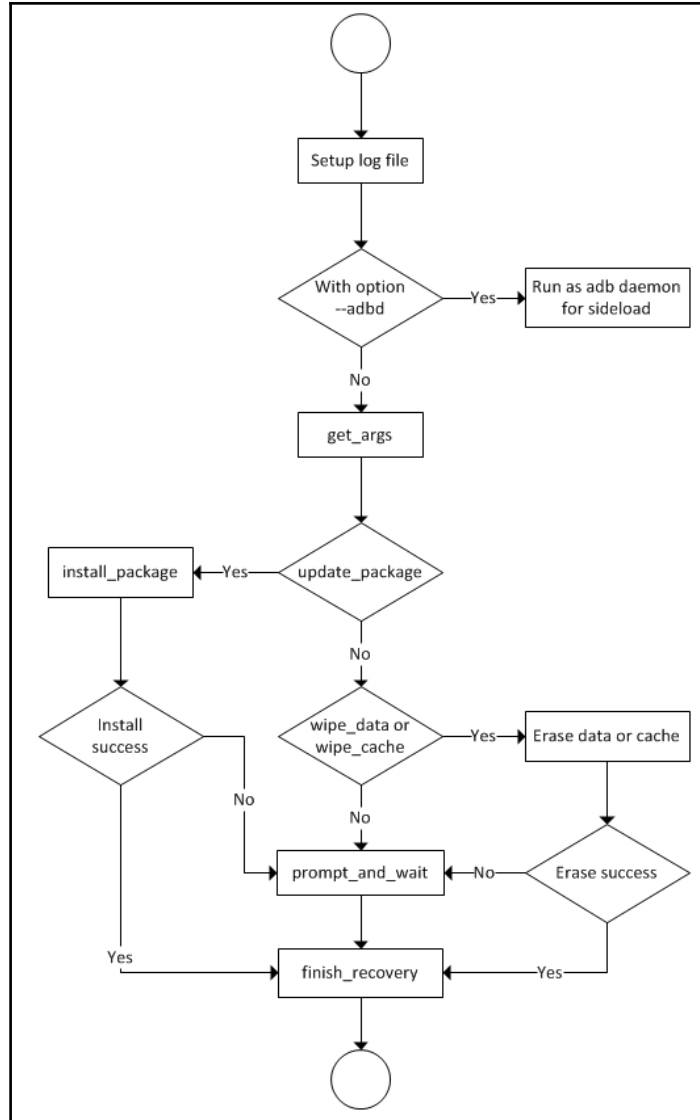 Setup log file
With option
--adbd
Yes
Run as adb daemon
for sideload
No
get_args
install_package
Yes
update_package
No
Install
success
wipe_data or
wipe_cache
Yes
Erase data or cache
No
No
prompt_and_wait
No
Erase success
Yes
finish_recovery
Yes